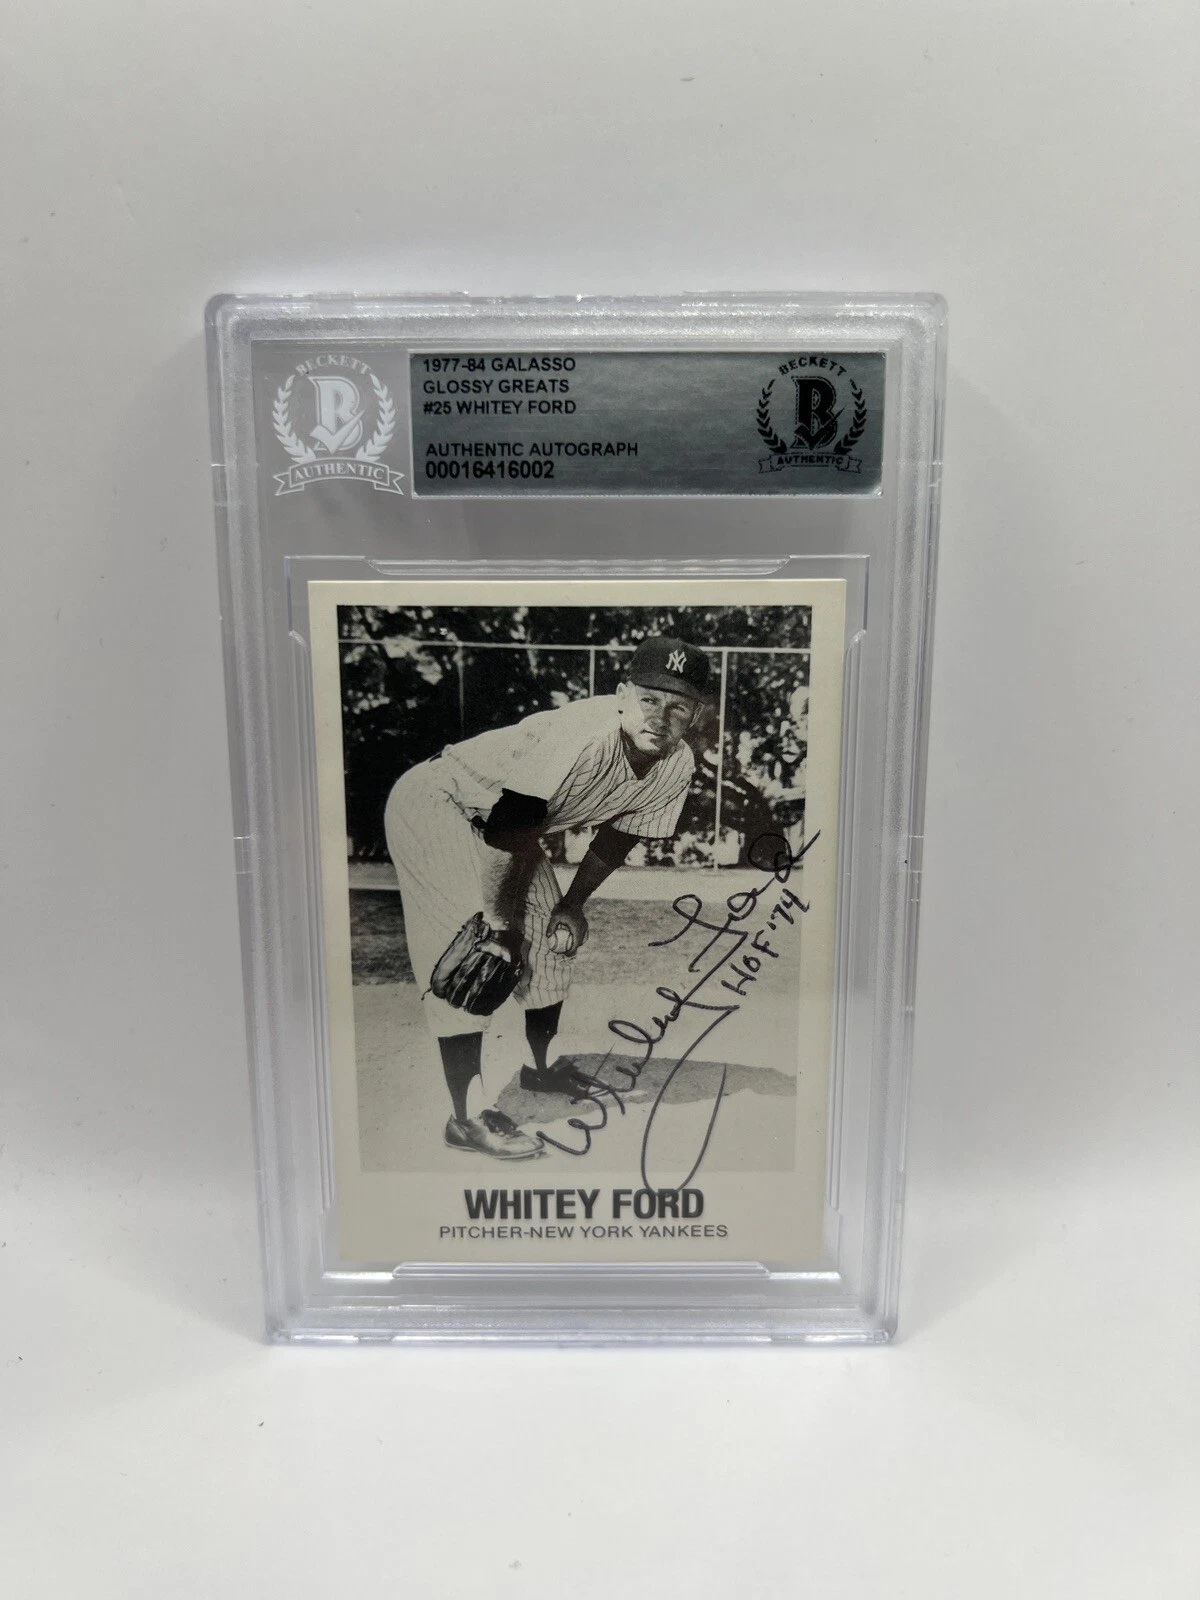 BECKETT
AUTHENTIC
1977-84 GALASSO
GLOSSY GREATS
#25 WHITEY FORD
AUTHENTIC AUTOGRAPH
00016416002
BECKETT
AUTHENTIC
NY
Whitey Ford
HOF '74
WHITEY FORD
PITCHER-NEW YORK YANKEES